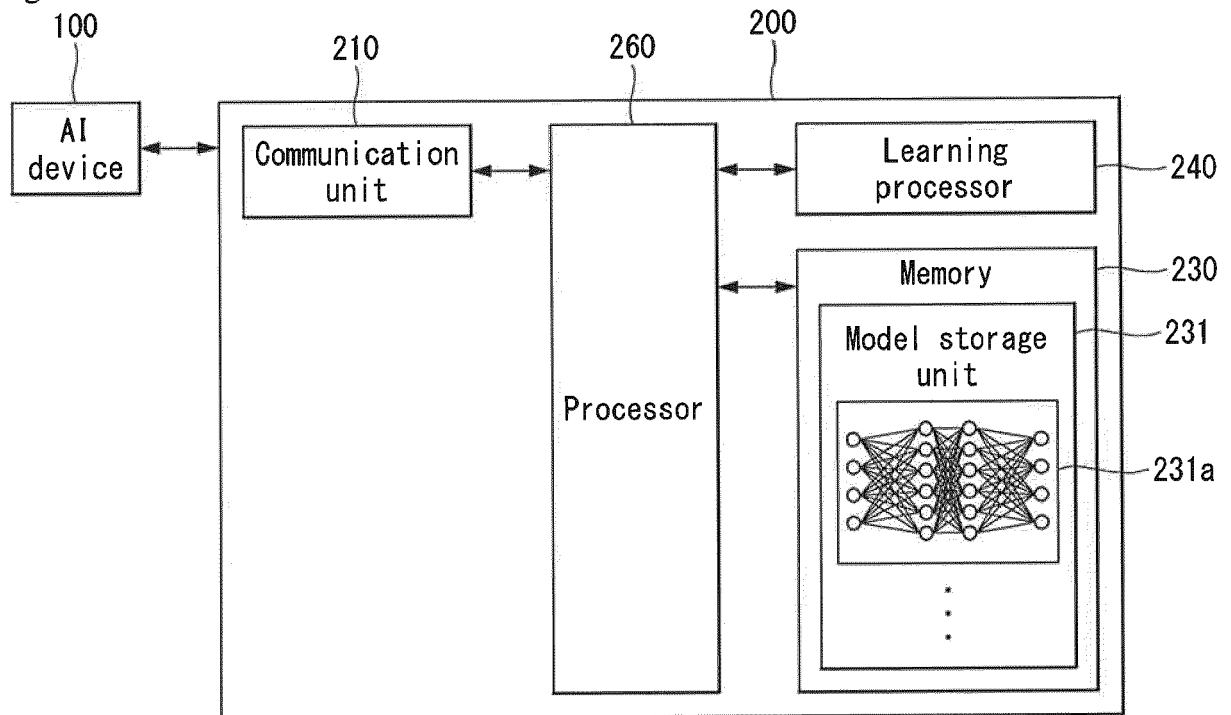 100
210
260
200
AI
device
Communication
unit
Processor
Learning
processor
240
Memory
230
Model storage
unit
231
231a